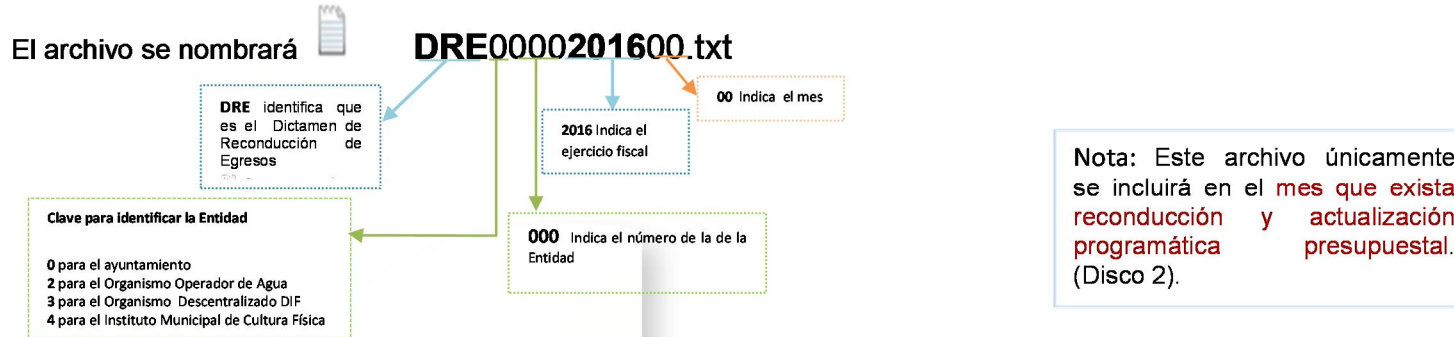 El archivo se nombrará DRE0000201600.txt
DRE identifica que
es el Dictamen de
Reconducción de
Egresos
00 Indica el mes
2016 Indica el
ejercicio fiscal
Clave para identificar la Entidad
0 para el ayuntamiento
2 para el Organismo Operador de Agua
3 para el Organismo Descentralizado DIF
4 para el Instituto Municipal de Cultura Física
000 Indica el número de la de la
Entidad
Nota: Este archivo únicamente
se incluirá en el mes que exista
reconducción y actualización
programática presupuestal.
(Disco 2).